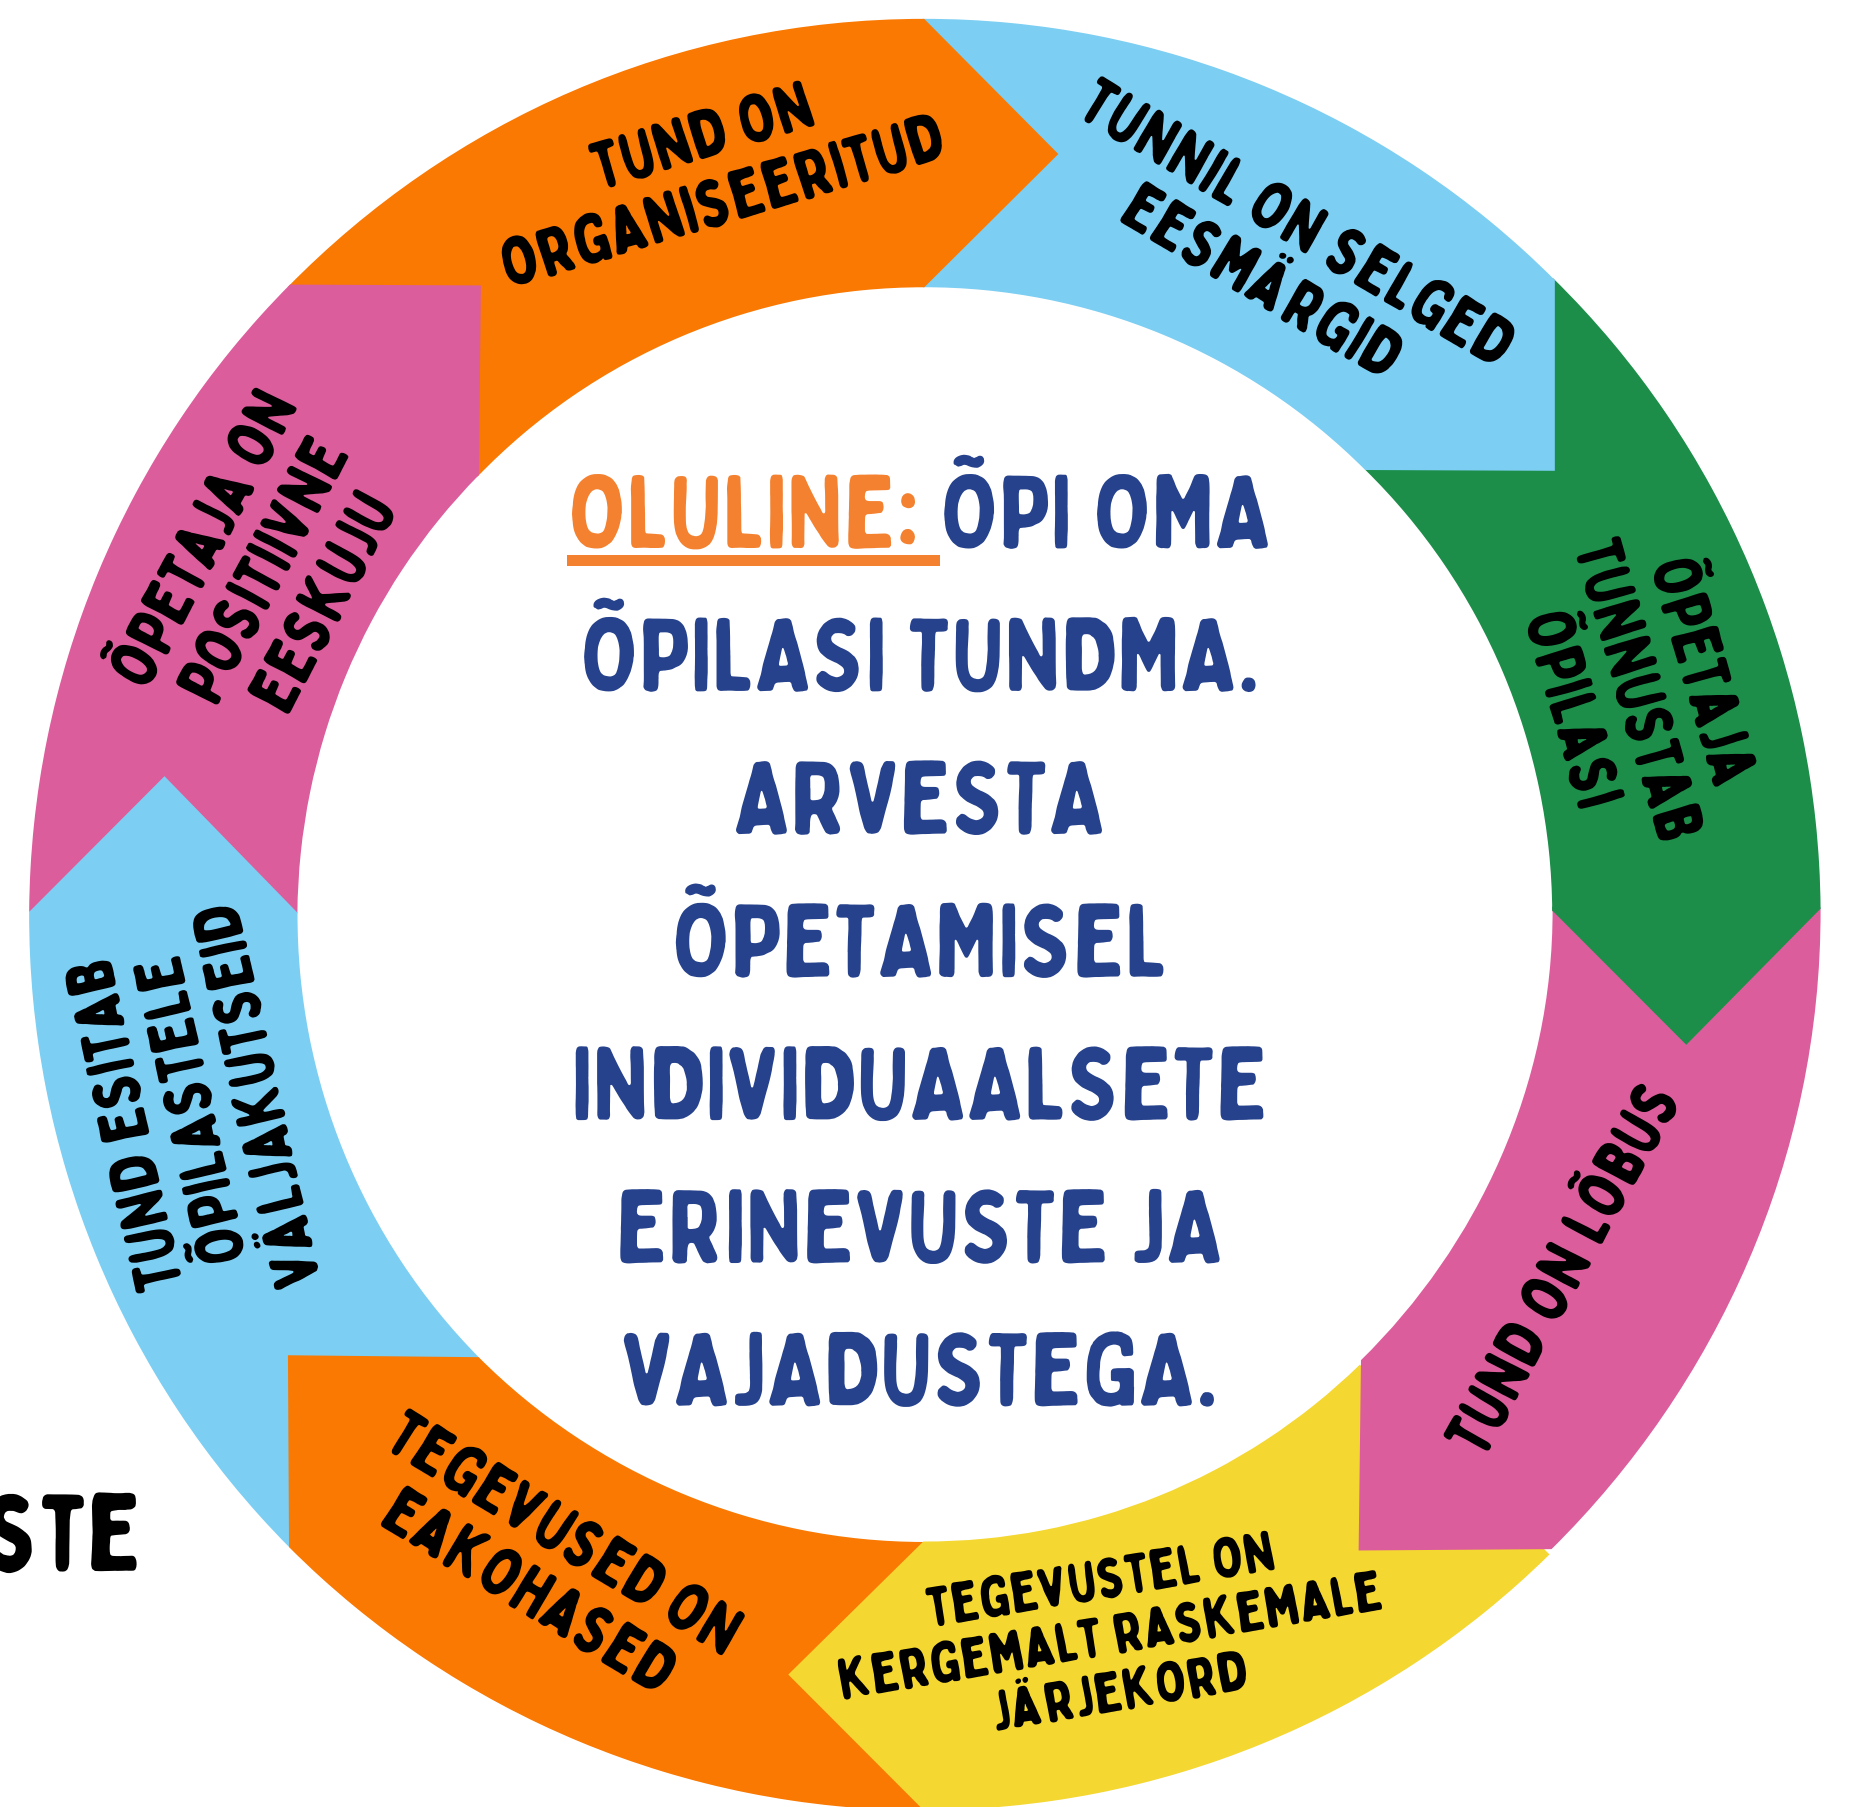 TUND ON
ORGANISEERITUD
TUNNIL ON SELGED
EESMÄRGID
ÕPETAJA
TUNNUSTAB
ÕPILASI
TUND ON LÕBUS
TEGEVUSTEL ON
KERGEMALT RASKEMALE
JÄRJEKORD
TEGEVUSED ON
EAKOHASED
TUND ESITAB
ÕPILASTELE
VÄLJAKUTSEID
ÕPETAJA ON
POSITIIVNE
EESKUJU
OLULINE: ÕPI OMA
ÕPILASI TUNDMA.
ARVESTA
ÕPETAMISEL
INDIVIDUAALSETE
ERINEVUSTE JA
VAJADUSTEGA.
STE